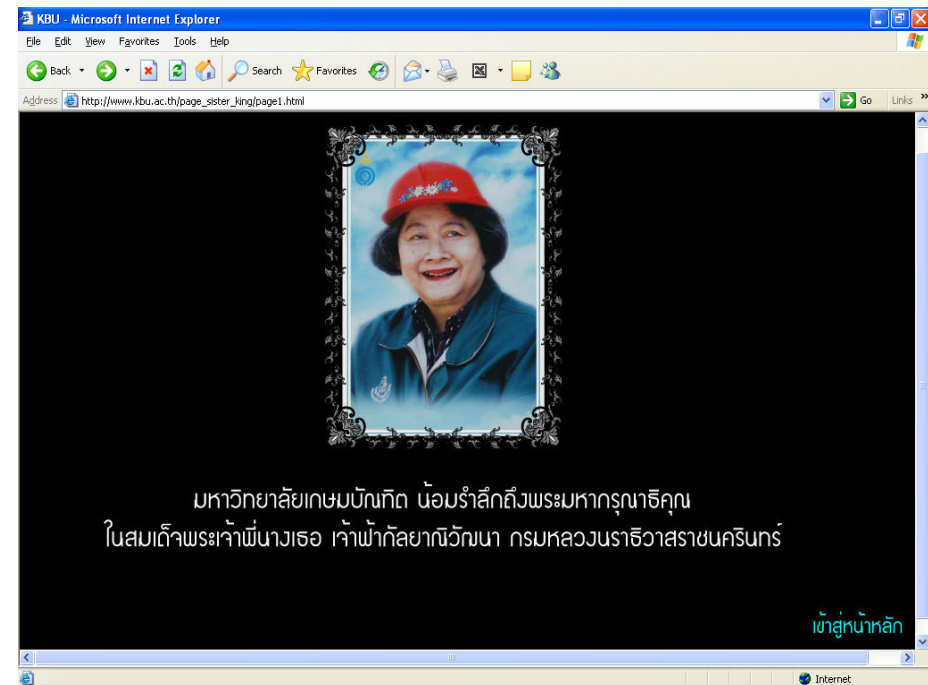 KBU - Microsoft Internet Explorer
File Edit View Favorites Tools Help
Back Search Favorites
Address http://www.kbu.ac.th/page_sister_king/page1.html Go Links »
มหาวิทยาลัยเกษมบัณฑิต น้อมรำลึกถึงพระมหากรุณาธิคุณ
ในสมเด็จพระเจ้าพี่นางเธอ เจ้าฟ้ากัลยาณิวัฒนา กรมหลวงนราธิวาสราชนครินทร์
เข้าสู่หน้าหลัก
Internet